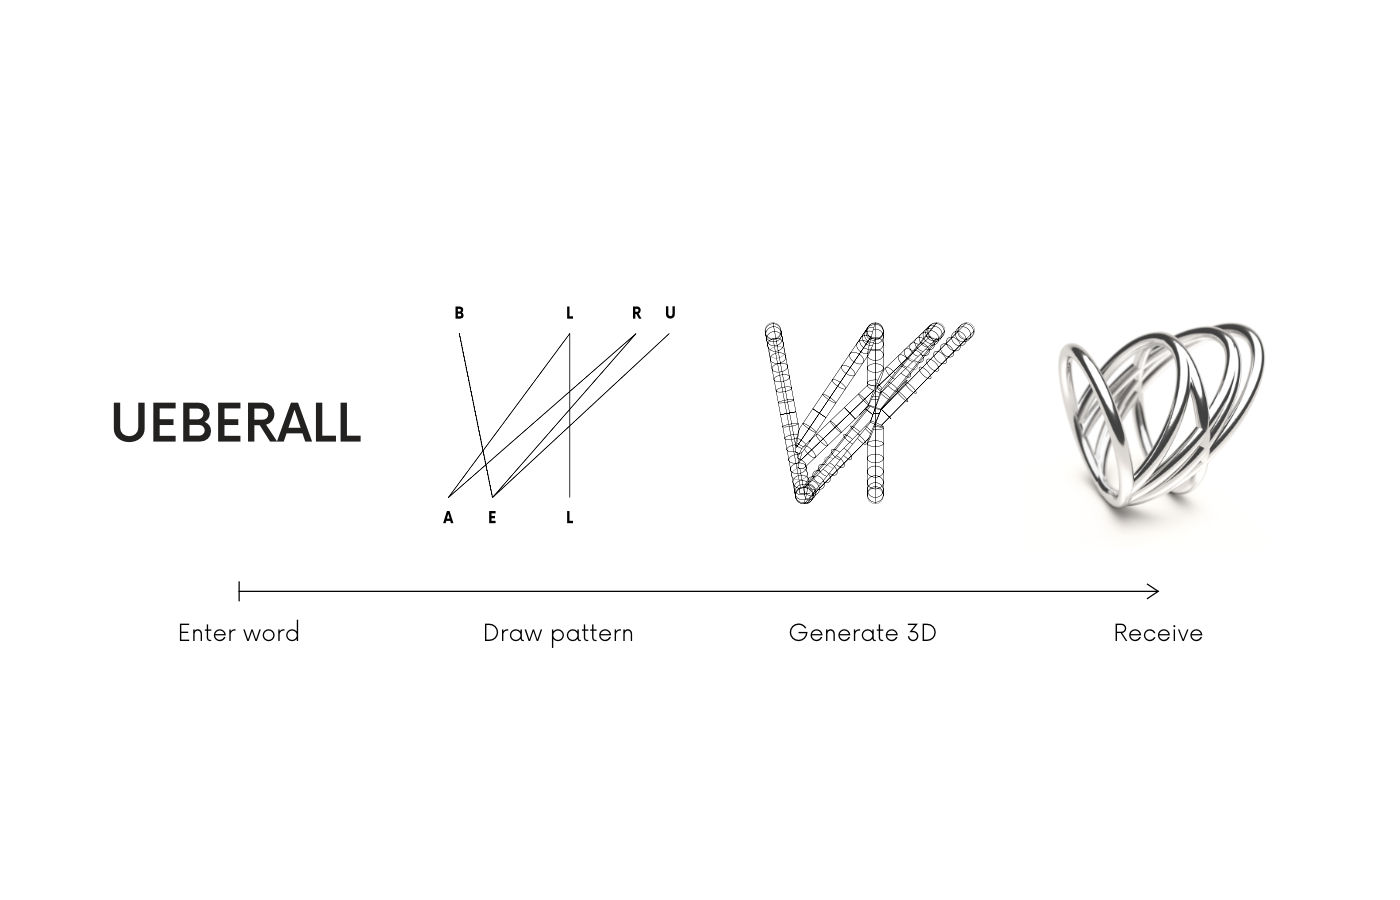 UEBERALL
B L R U
A E L
Enter word
Draw pattern
Generate 3D
Receive